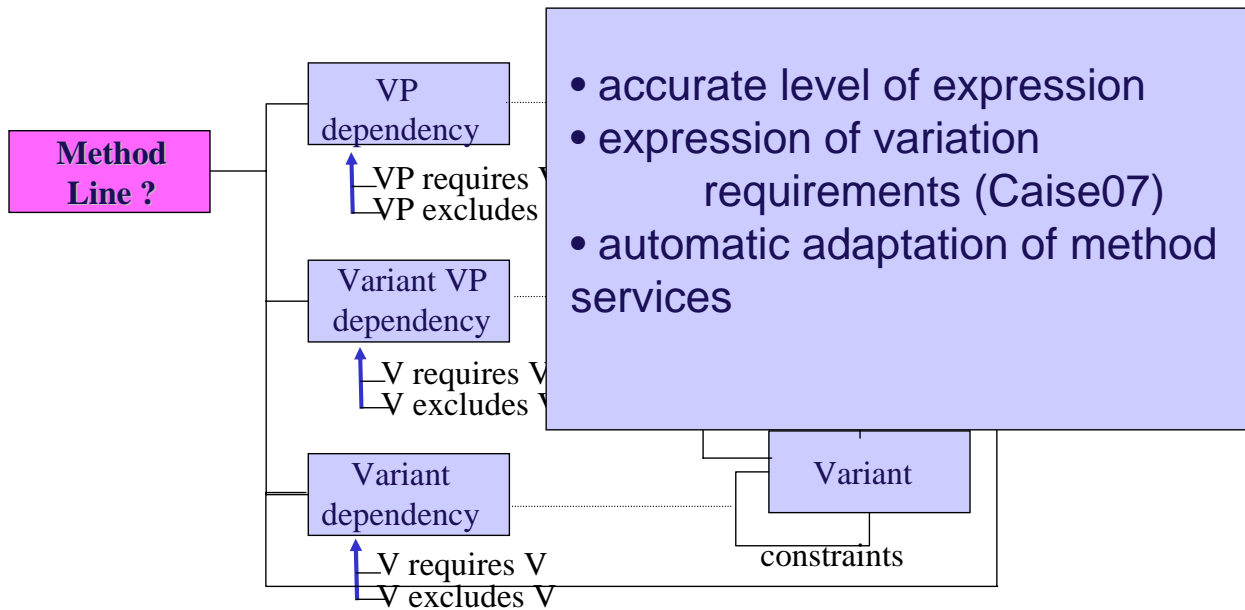 Method
Line ?
VP
dependency
VP requires V
VP excludes
Variant VP
dependency
V requires V
V excludes
Variant
dependency
V requires V
V excludes V
• accurate level of expression
• expression of variation
requirements (Caise07)
• automatic adaptation of method
services
Variant
constraints